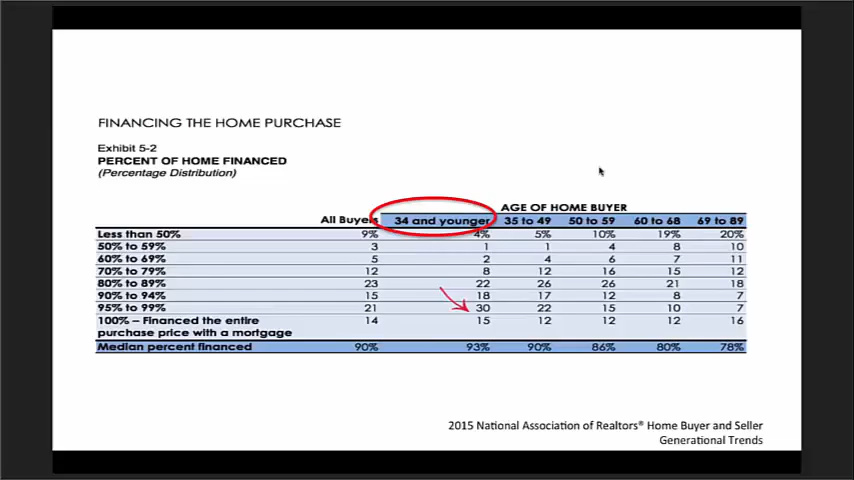 FINANCING THE HOME PURCHASE
Exhibit 5-2
PERCENT OF HOME FINANCED
(Percentage Distribution)
AGE OF HOME BUYER
All Buyers 34 and younger 35 to 49 50 to 59 60 to 68 69 to 89
Less than 50% 9% 4% 5% 10% 19% 20%
50% to 59% 3 1 1 4 8 10
60% to 69% 5 2 4 6 7 11
70% to 79% 12 8 12 16 15 12
80% to 89% 23 22 26 26 21 18
90% to 94% 15 18 17 12 8 7
95% to 99% 21 30 22 15 10 7
100% – Financed the entire 14 15 12 12 12 16
purchase price with a mortgage
Median percent financed 90% 93% 90% 86% 80% 78%
2015 National Association of Realtors® Home Buyer and Seller
Generational Trends